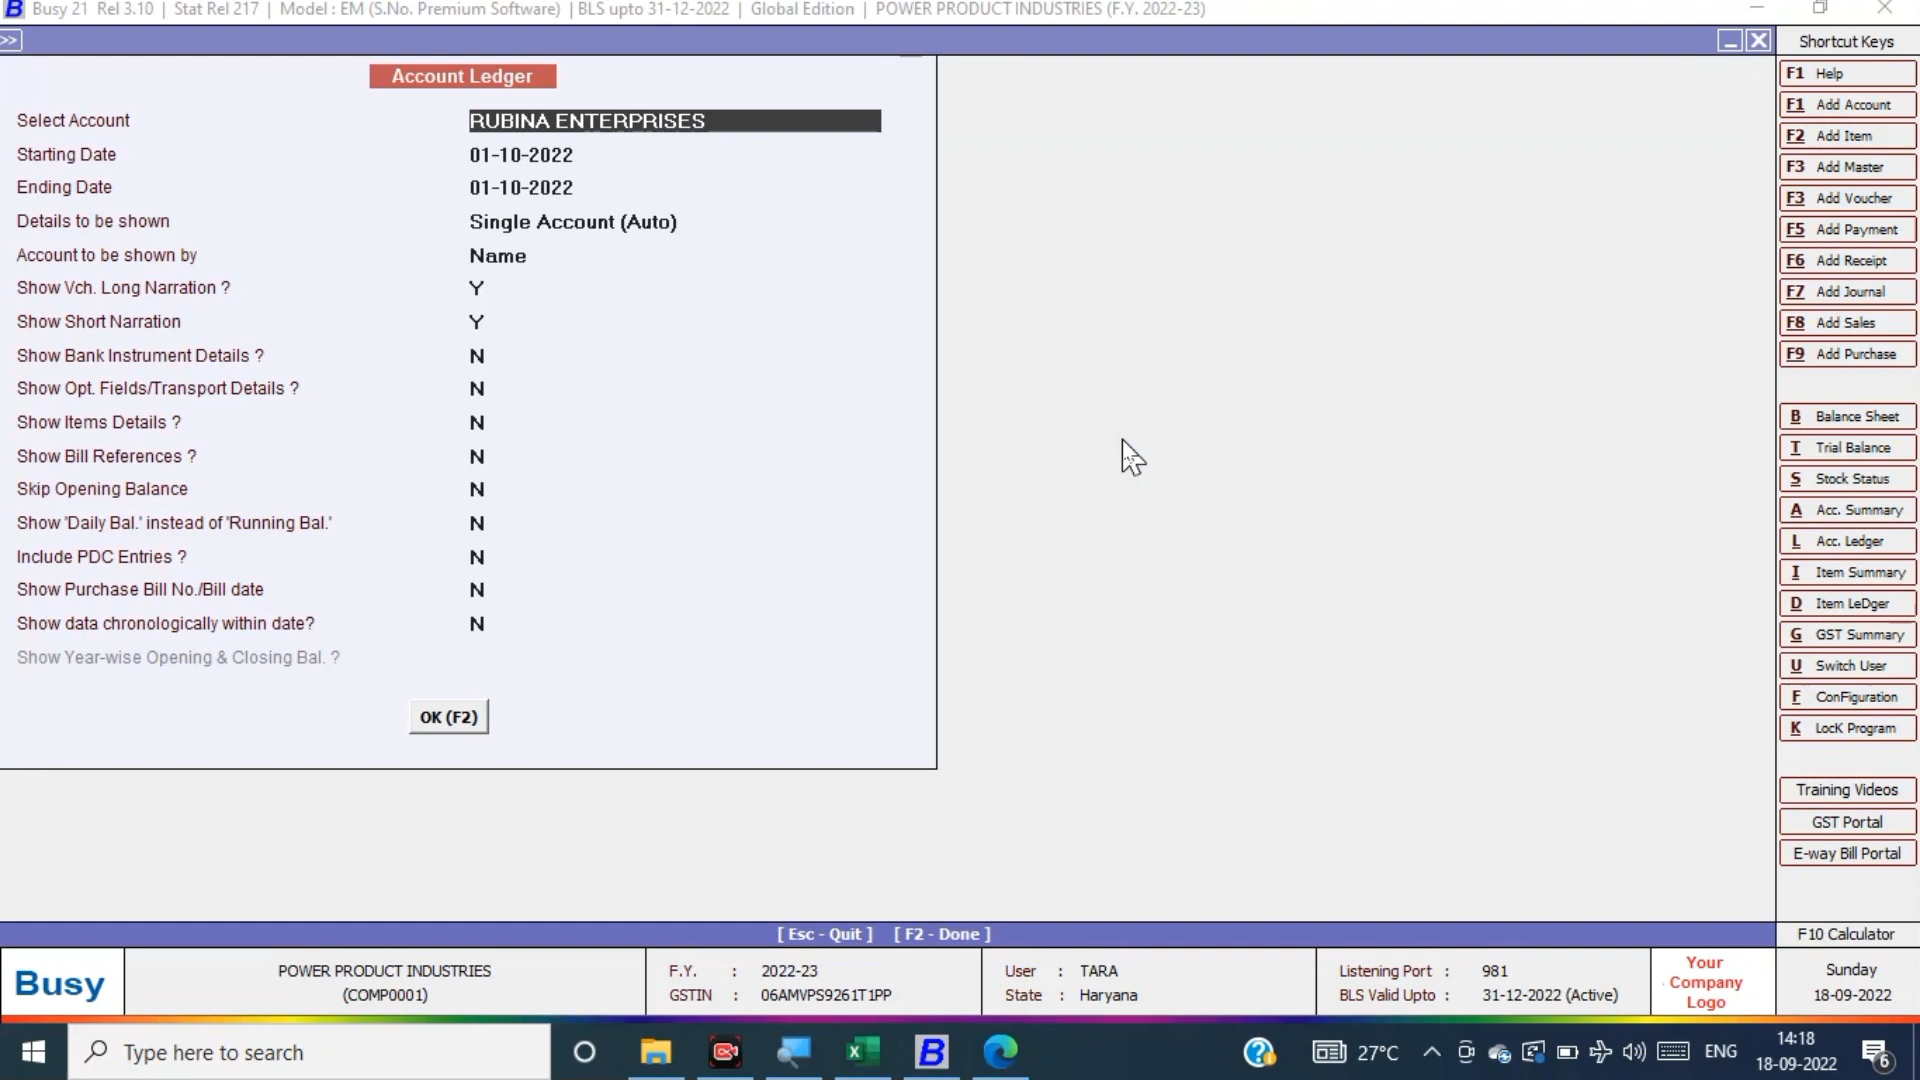 B Busy 21 Rel 3.10 | Stat Rel 217 | Model : EM (S.No. Premium Software) | BLS upto 31-12-2022 | Global Edition | POWER PRODUCT INDUSTRIES (F.Y. 2022-23)
>>
Account Ledger
Select Account RUBINA ENTERPRISES
Starting Date 01-10-2022
Ending Date 01-10-2022
Details to be shown Single Account (Auto)
Account to be shown by Name
Show Vch. Long Narration ? Y
Show Short Narration Y
Show Bank Instrument Details ? N
Show Opt. Fields/Transport Details ? N
Show Items Details ? N
Show Bill References ? N
Skip Opening Balance N
Show 'Daily Bal.' instead of 'Running Bal.' N
Include PDC Entries ? N
Show Purchase Bill No./Bill date N
Show data chronologically within date? N
Show Year-wise Opening & Closing Bal. ?
OK (F2)
Shortcut Keys
F1 Help
F1 Add Account
F2 Add Item
F3 Add Master
F3 Add Voucher
F5 Add Payment
F6 Add Receipt
F7 Add Journal
F8 Add Sales
F9 Add Purchase
B Balance Sheet
T Trial Balance
S Stock Status
A Acc. Summary
L Acc. Ledger
I Item Summary
D Item LeDger
G GST Summary
U Switch User
F ConFiguration
K LocK Program
Training Videos
GST Portal
E-way Bill Portal
[ Esc - Quit ] [ F2 - Done ]
F10 Calculator
Busy
POWER PRODUCT INDUSTRIES
(COMP0001)
F.Y. : 2022-23
GSTIN : 06AMVPS9261T1PP
User : TARA
State : Haryana
Listening Port : 981
BLS Valid Upto : 31-12-2022 (Active)
Your
Company
Logo
Sunday
18-09-2022
Type here to search
B
27°C
ENG
14:18
18-09-2022
6